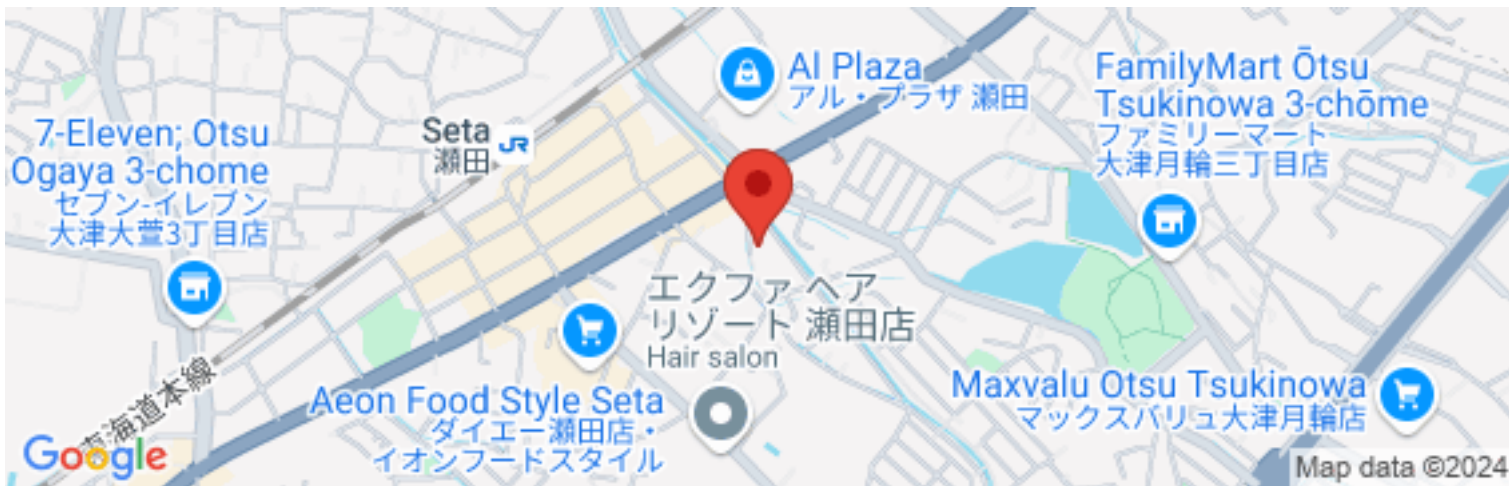 Al Plaza
アル・プラザ 瀬田
FamilyMart Ōtsu
Tsukinowa 3-chōme
ファミリーマート
大津月輪三丁目店
7-Eleven; Otsu
Ogaya 3-chome
セブン-イレブン
大津大萱3丁目店
Seta
瀬田
JR
エクファ ヘア
リゾート 瀬田店
Hair salon
Aeon Food Style Seta
ダイエー瀬田店・
イオンフードスタイル
Maxvalu Otsu Tsukinowa
マックスバリュ大津月輪店
東海道本線
Google
Map data ©2024